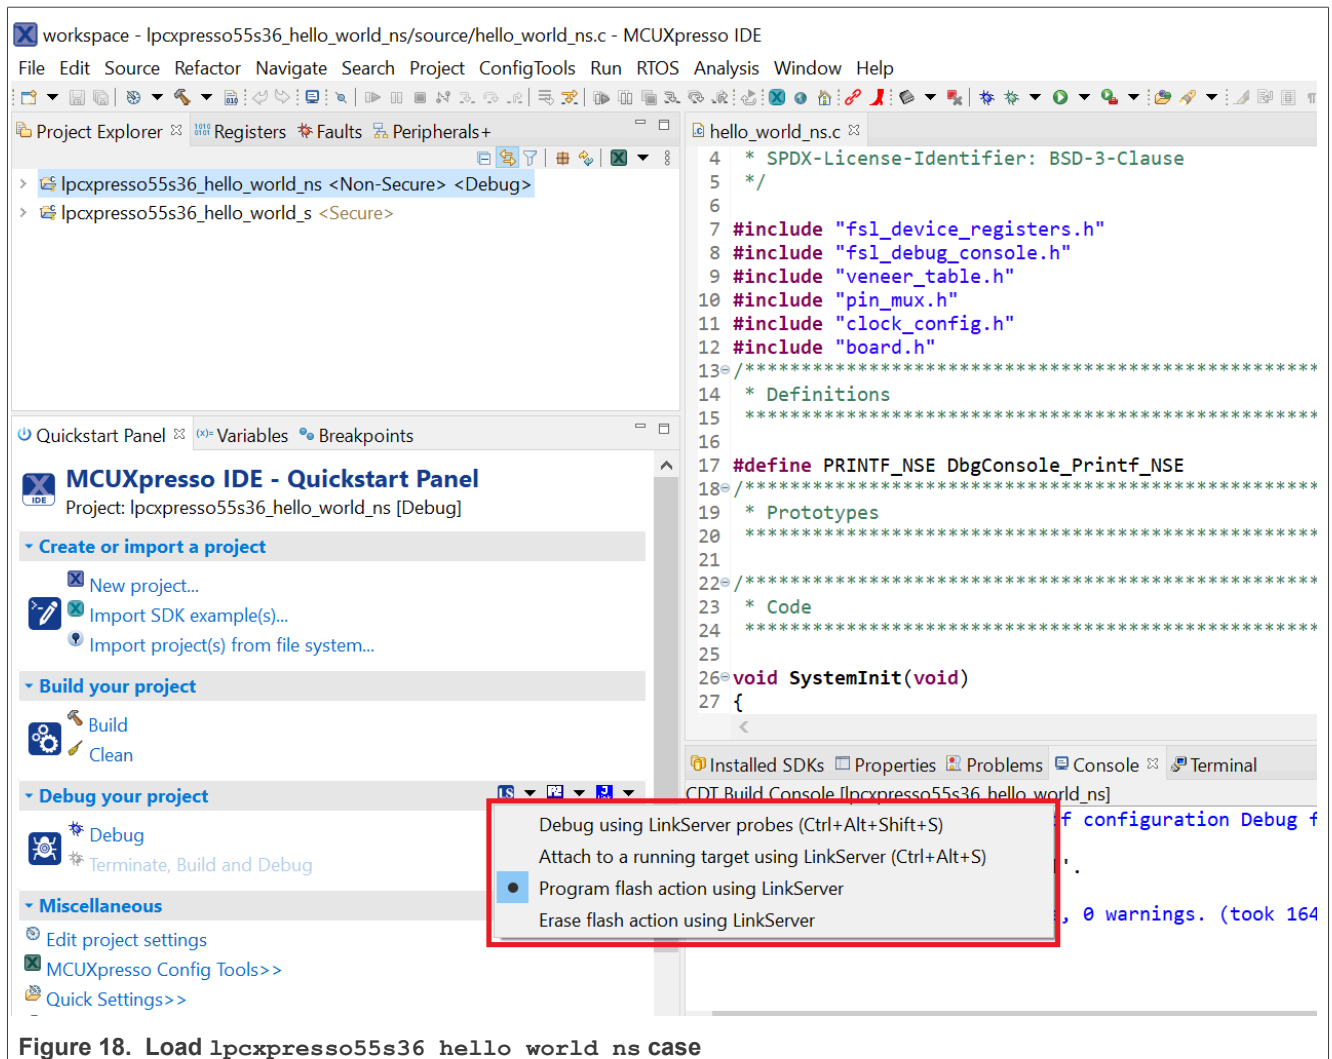 workspace - lpcxpresso55s36_hello_world_ns/source/hello_world_ns.c - MCUXpresso IDE
File Edit Source Refactor Navigate Search Project ConfigTools Run RTOS Analysis Window Help
Project Explorer Registers Faults Peripherals+
lpcxpresso55s36_hello_world_ns <Non-Secure> <Debug>
lpcxpresso55s36_hello_world_s <Secure>
hello_world_ns.c
4 * SPDX-License-Identifier: BSD-3-Clause
5 */
6
7 #include "fsl_device_registers.h"
8 #include "fsl_debug_console.h"
9 #include "veneer_table.h"
10 #include "pin_mux.h"
11 #include "clock_config.h"
12 #include "board.h"
13 /*************************************************
14 * Definitions
15 *************************************************
16
17 #define PRINTF_NSE DbgConsole_Printf_NSE
18 /*************************************************
19 * Prototypes
20 *************************************************
21
22 /*************************************************
23 * Code
24 *************************************************
25
26 void SystemInit(void)
27 {
Quickstart Panel (x)= Variables Breakpoints
IDE
MCUXpresso IDE - Quickstart Panel
Project: lpcxpresso55s36_hello_world_ns [Debug]
Create or import a project
New project...
Import SDK example(s)...
Import project(s) from file system...
Build your project
Build
Clean
Debug your project
LS
Debug
Terminate, Build and Debug
Miscellaneous
Edit project settings
MCUXpresso Config Tools>>
Quick Settings>>
Installed SDKs Properties Problems Console Terminal
CDT Build Console [lpcxpresso55s36_hello_world_ns]
f configuration Debug f
'.
, 0 warnings. (took 164
Debug using LinkServer probes (Ctrl+Alt+Shift+S)
Attach to a running target using LinkServer (Ctrl+Alt+S)
Program flash action using LinkServer
Erase flash action using LinkServer
Figure 18. Load lpcxpresso55s36 hello world ns case